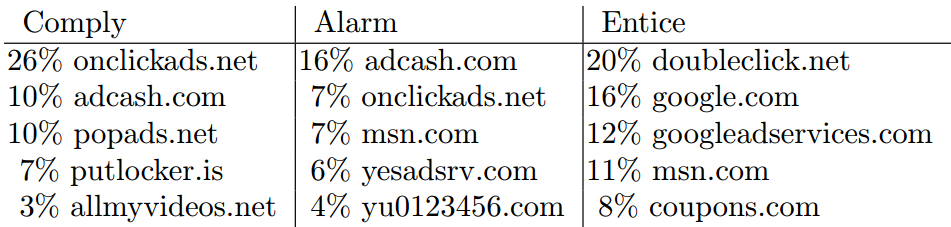 Comply Alarm Entice
26% onclickads.net 16% adcash.com 20% doubleclick.net
10% adcash.com 7% onclickads.net 16% google.com
10% popads.net 7% msn.com 12% googleadservices.com
7% putlocker.is 6% yesadsrv.com 11% msn.com
3% allmyvideos.net 4% yu0123456.com 8% coupons.com